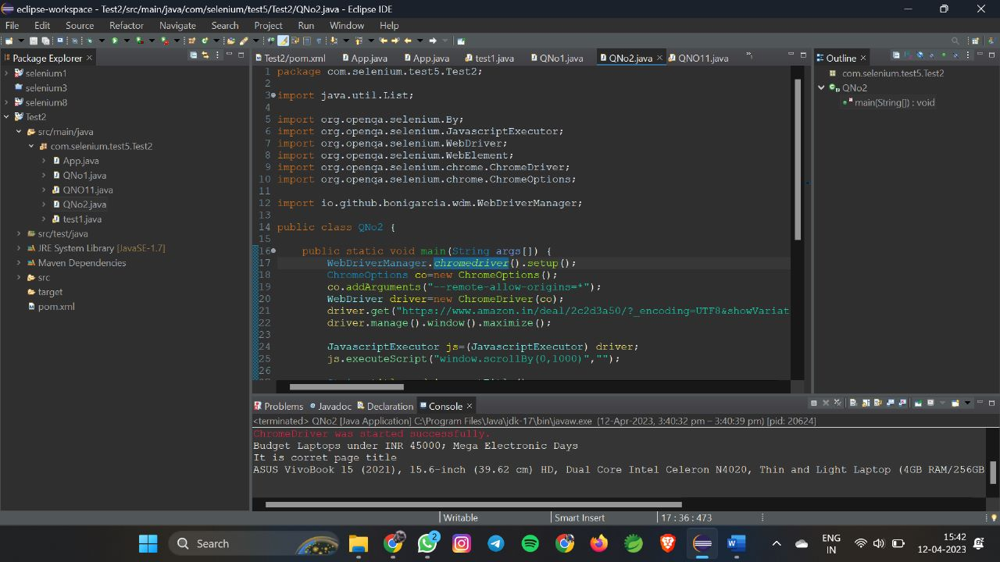 eclipse-workspace - Test2/src/main/java/com/selenium/test5/Test2/QNo2.java - Eclipse IDE
File Edit Source Refactor Navigate Search Project Run Window Help
Package Explorer
selenium1
selenium3
selenium8
Test2
src/main/java
com.selenium.test5.Test2
App.java
QNo1.java
QNO11.java
QNo2.java
test1.java
src/test/java
JRE System Library [JavaSE-1.7]
Maven Dependencies
src
target
pom.xml
Test2/pom.xml App.java App.java test1.java QNo1.java QNo2.java QNO11.java
1 package com.selenium.test5.Test2;
2
3 import java.util.List;
4
5 import org.openqa.selenium.By;
6 import org.openqa.selenium.JavascriptExecutor;
7 import org.openqa.selenium.WebDriver;
8 import org.openqa.selenium.WebElement;
9 import org.openqa.selenium.chrome.ChromeDriver;
10 import org.openqa.selenium.chrome.ChromeOptions;
11
12 import io.github.bonigarcia.wdm.WebDriverManager;
13
14 public class QNo2 {
15
16 public static void main(String args[]) {
17 WebDriverManager.chromedriver().setup();
18 ChromeOptions co=new ChromeOptions();
19 co.addArguments("--remote-allow-origins=*");
20 WebDriver driver=new ChromeDriver(co);
21 driver.get("https://www.amazon.in/deal/2c2d3a50/?_encoding=UTF8&showVariat
22 driver.manage().window().maximize();
23
24 JavascriptExecutor js=(JavascriptExecutor) driver;
25 js.executeScript("window.scrollBy(0,1000)","");
26
Outline
com.selenium.test5.Test2
QNo2
main(String[]) : void
Problems Javadoc Declaration Console
<terminated> QNo2 [Java Application] C:\Program Files\Java\jdk-17\bin\javaw.exe (12-Apr-2023, 3:40:32 pm – 3:40:39 pm) [pid: 20624]
ChromeDriver was started successfully.
Budget Laptops under INR 45000; Mega Electronic Days
It is corret page title
ASUS VivoBook 15 (2021), 15.6-inch (39.62 cm) HD, Dual Core Intel Celeron N4020, Thin and Light Laptop (4GB RAM/256GB
Writable Smart Insert 17 : 36 : 473
Search
2
ENG
IN
15:42
12-04-2023